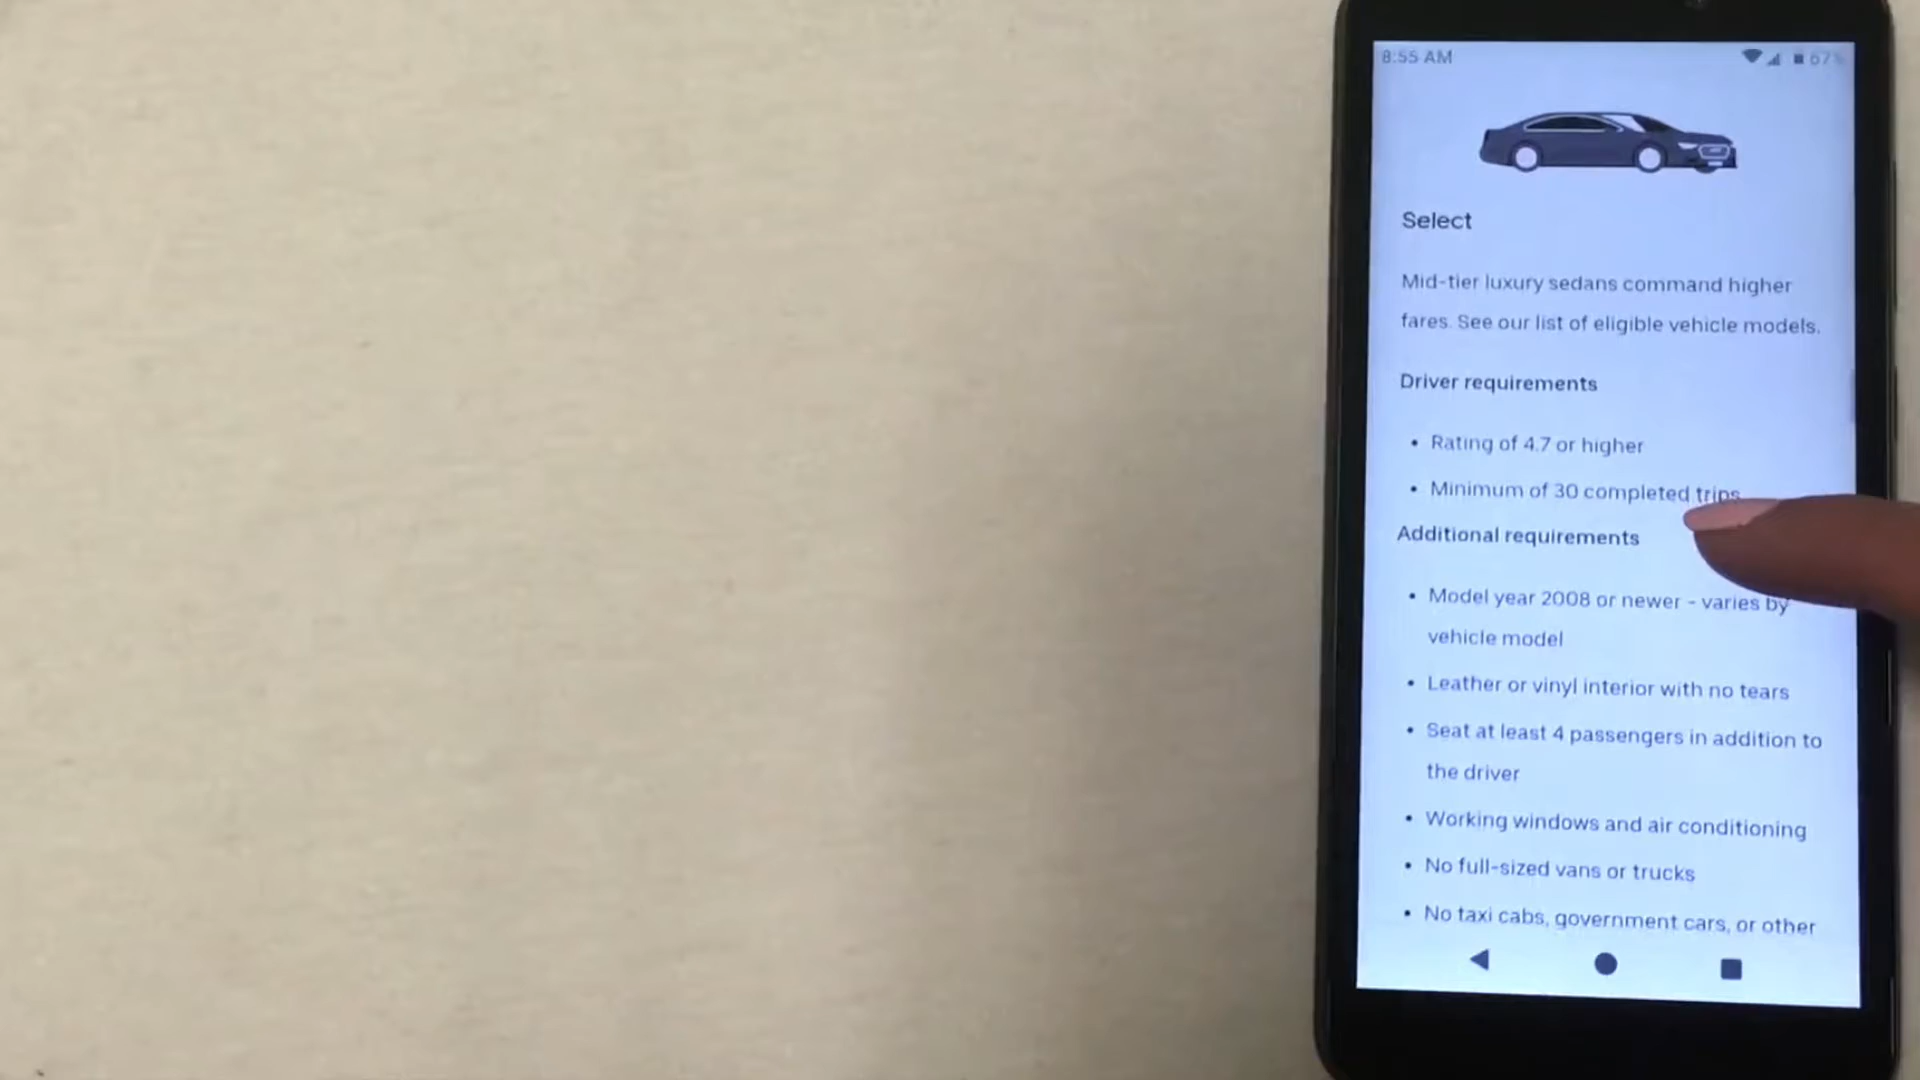 8:55 AM
67%
Select
Mid-tier luxury sedans command higher
fares. See our list of eligible vehicle models.
Driver requirements
• Rating of 4.7 or higher
• Minimum of 30 completed trips
Additional requirements
• Model year 2008 or newer - varies by
vehicle model
• Leather or vinyl interior with no tears
• Seat at least 4 passengers in addition to
the driver
• Working windows and air conditioning
• No full-sized vans or trucks
• No taxi cabs, government cars, or other